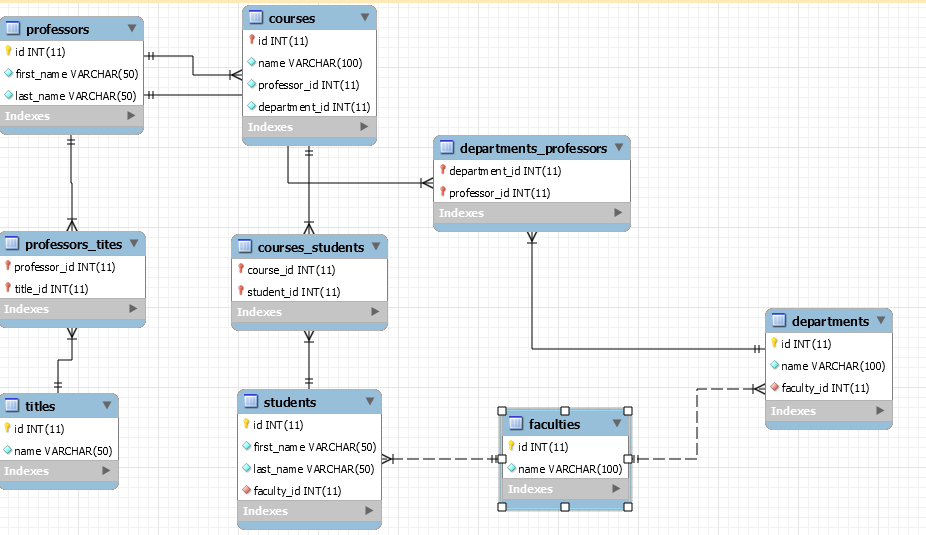 professors
id INT(11)
first_name VARCHAR(50)
last_name VARCHAR(50)
Indexes
courses
id INT(11)
name VARCHAR(100)
professor_id INT(11)
department_id INT(11)
Indexes
departments_professors
department_id INT(11)
professor_id INT(11)
Indexes
professors_tites
professor_id INT(11)
title_id INT(11)
Indexes
courses_students
course_id INT(11)
student_id INT(11)
Indexes
departments
id INT(11)
name VARCHAR(100)
faculty_id INT(11)
Indexes
titles
id INT(11)
name VARCHAR(50)
Indexes
students
id INT(11)
first_name VARCHAR(50)
last_name VARCHAR(50)
faculty_id INT(11)
Indexes
faculties
id INT(11)
name VARCHAR(100)
Indexes